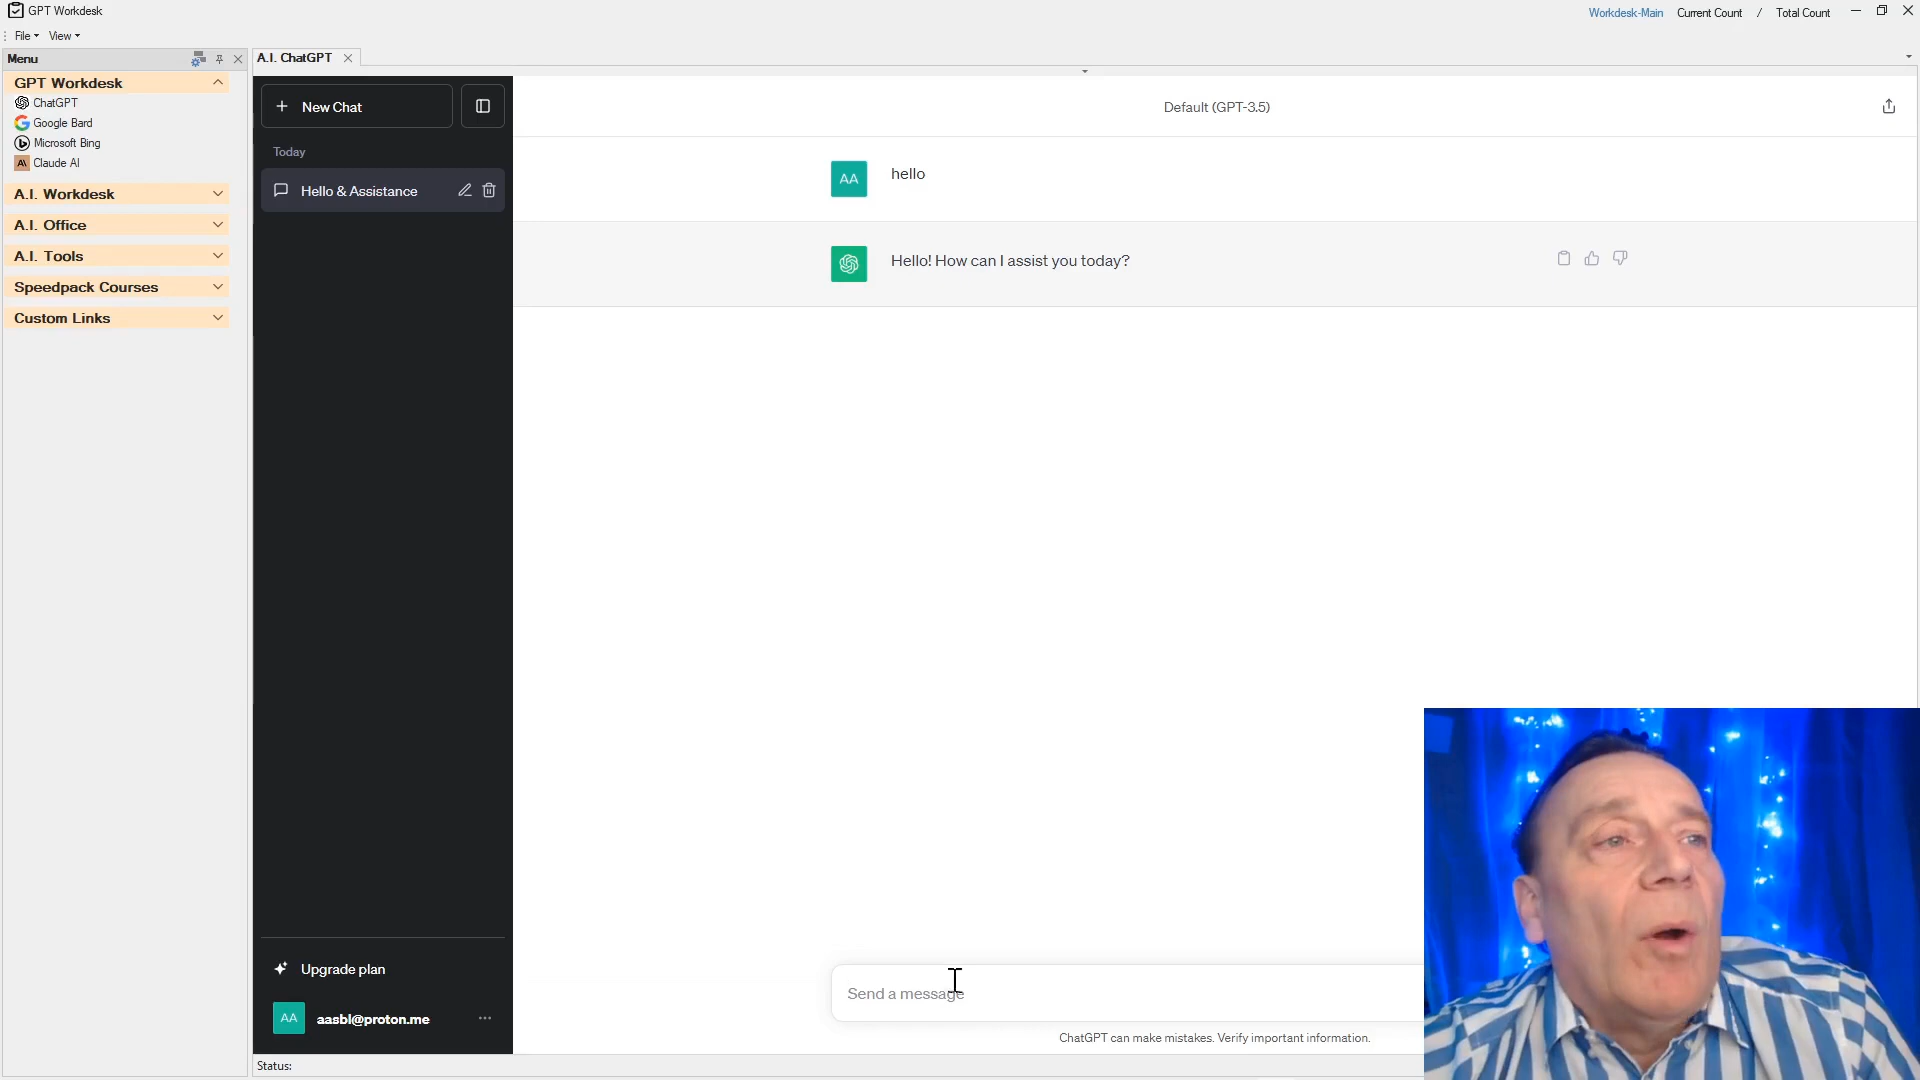 GPT Workdesk
Workdesk-Main Current Count / Total Count
File View
Menu
A.I. ChatGPT
GPT Workdesk
ChatGPT
Google Bard
Microsoft Bing
Claude AI
A.I. Workdesk
A.I. Office
A.I. Tools
Speedpack Courses
Custom Links
New Chat
Today
Hello & Assistance
Upgrade plan
AA
aasbl@proton.me
Default (GPT-3.5)
AA
hello
Hello! How can I assist you today?
Send a message
ChatGPT can make mistakes. Verify important information.
Status: